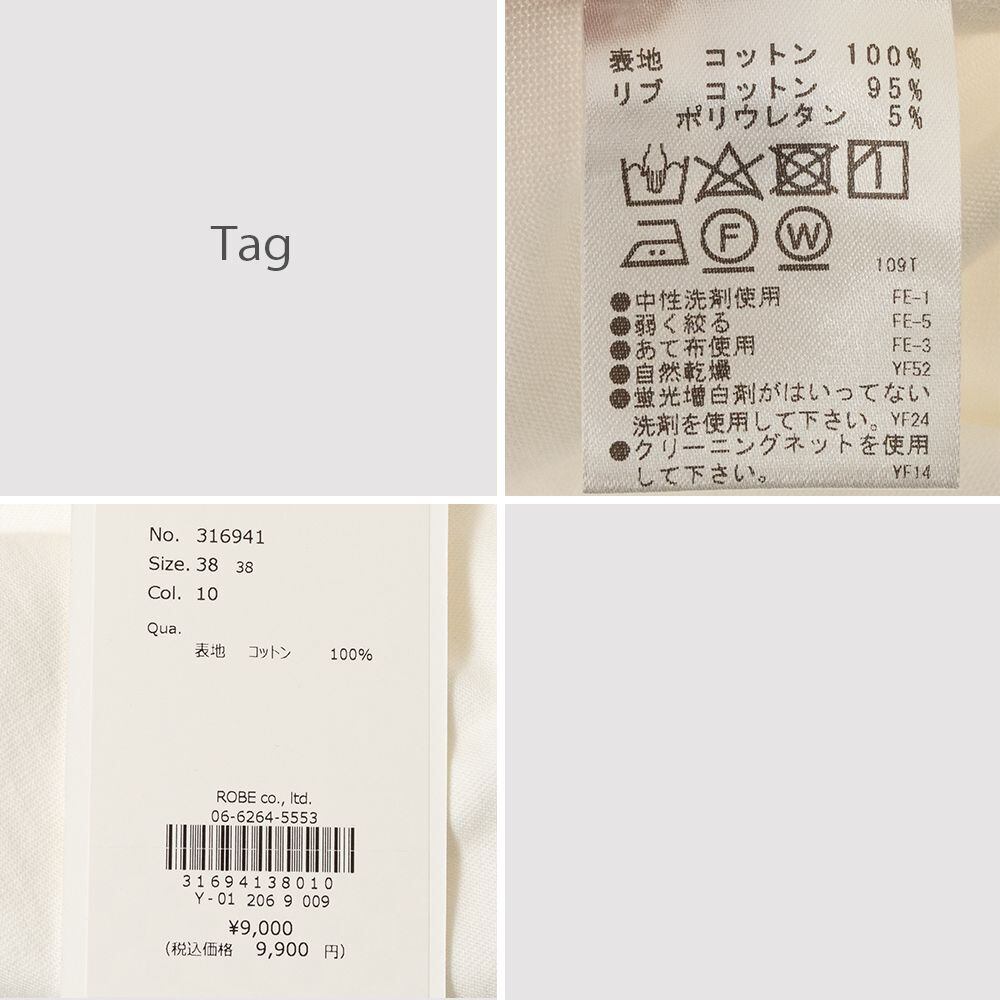 Tag
表地 コットン 100%
リブ コットン 95%
ポリウレタン 5%
F W
109T
●中性洗剤使用 FE-1
●弱く絞る FE-5
●あて布使用 FE-3
●自然乾燥 YF52
●蛍光増白剤がはいってない
洗剤を使用して下さい。 YF24
●クリーニングネットを使用
して下さい。 YF14
No. 316941
Size. 38 38
Col. 10
Qua.
表地 コットン 100%
ROBE co., ltd.
06-6264-5553
31694138010
Y-01 206 9 009
¥9,000
(税込価格 9,900 円)